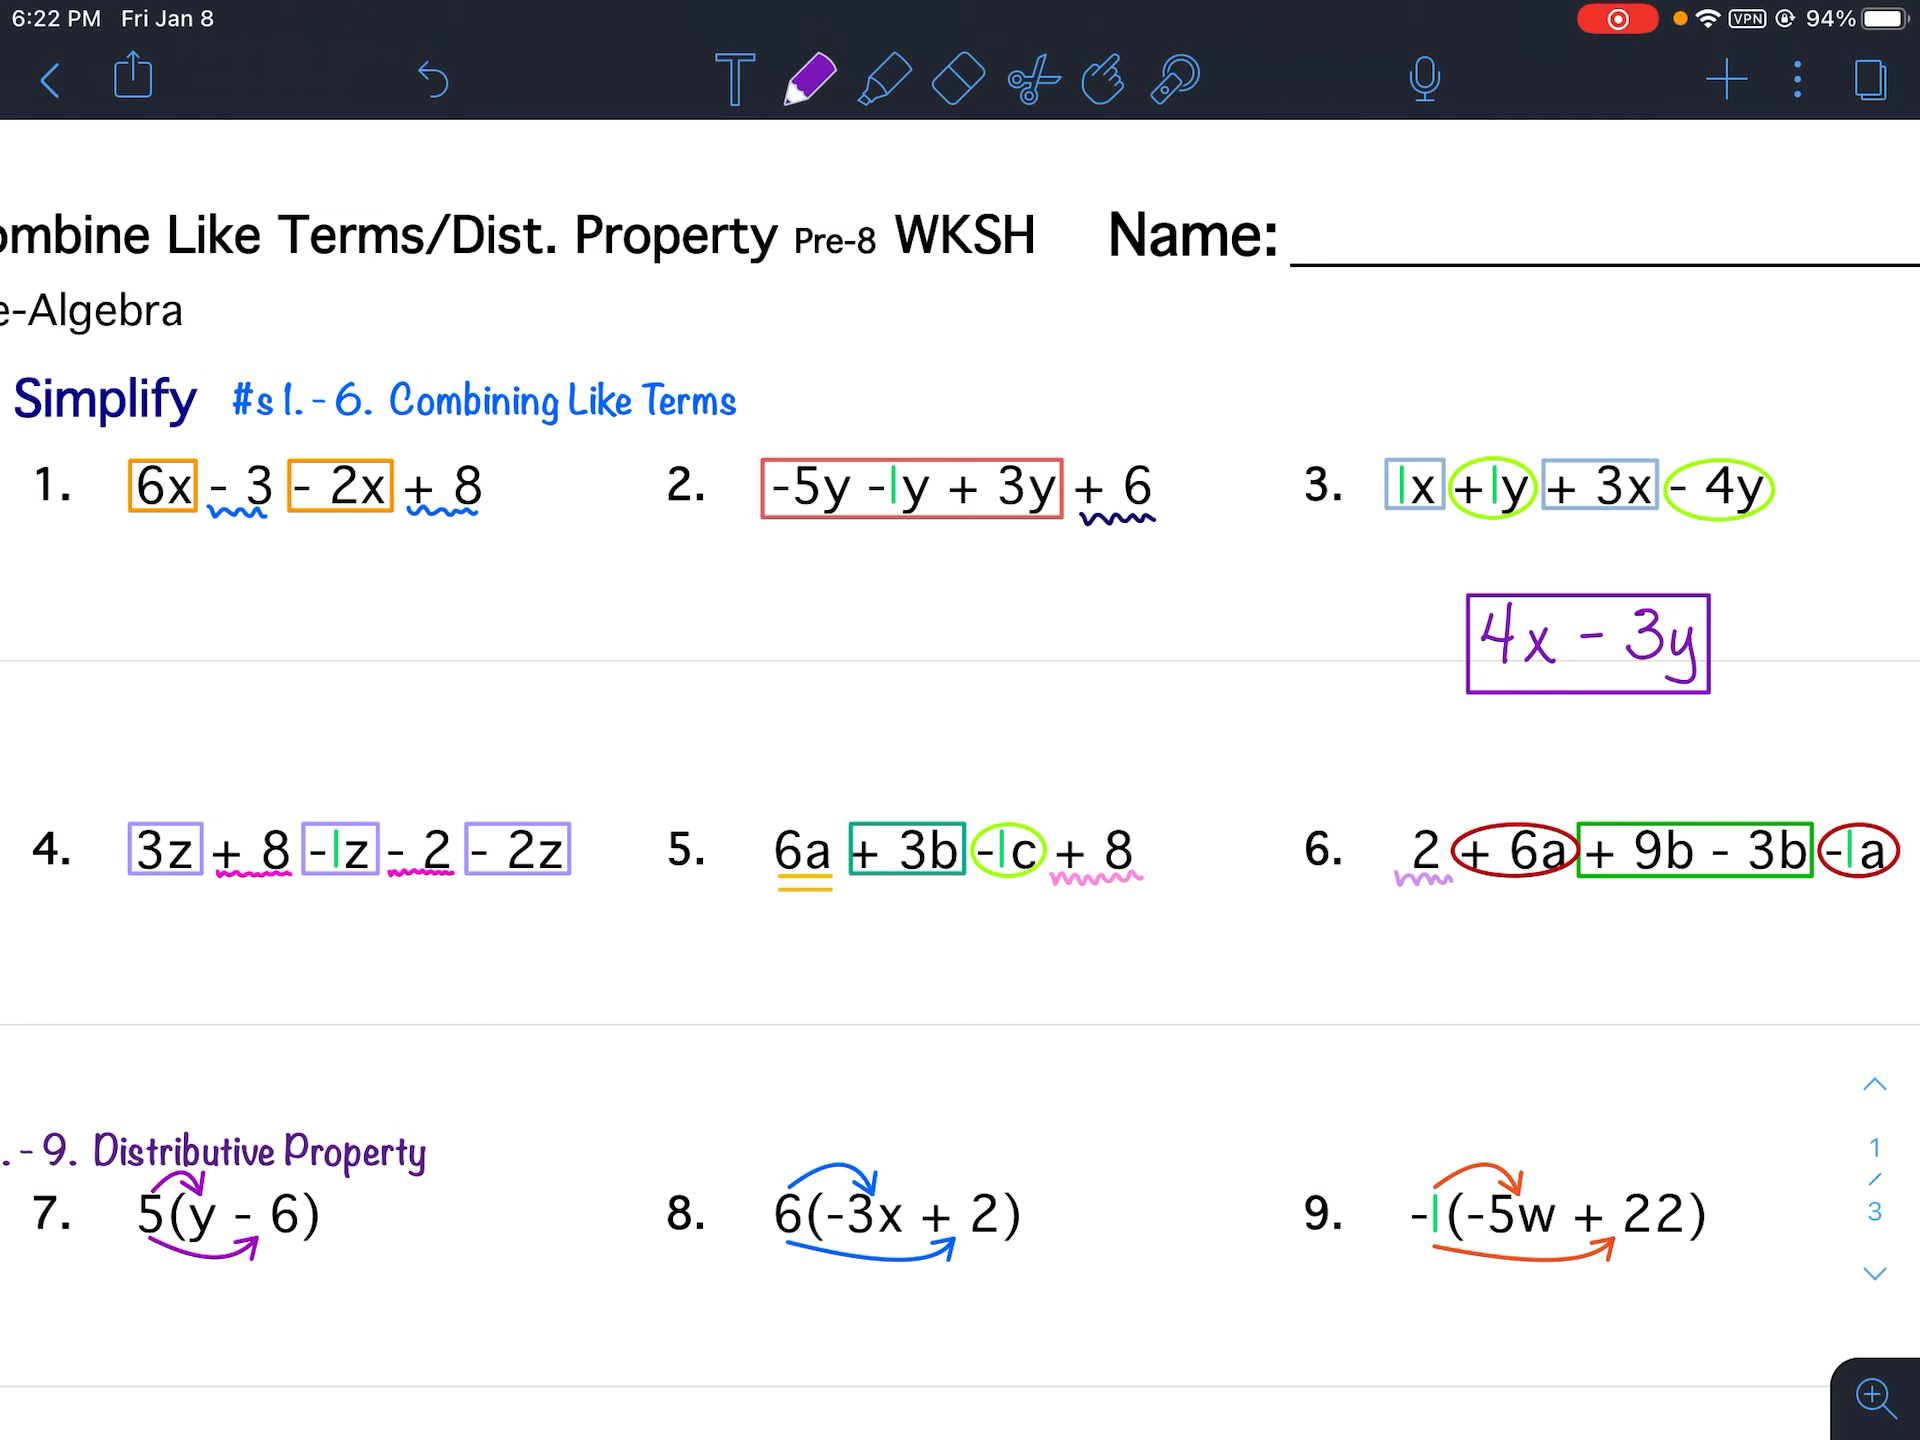 6:22 PM Fri Jan 8 VPN 94%
T
ombine Like Terms/Dist. Property Pre-8 WKSH Name:
e-Algebra
Simplify #s 1. - 6. Combining Like Terms
1. 6x - 3 - 2x + 8 2. -5y -1y + 3y + 6 3. 1x +1y + 3x - 4y
4x - 3y
4. 3z + 8 -1z - 2 - 2z 5. 6a + 3b -1c + 8 6. 2 + 6a + 9b - 3b -1a
. - 9. Distributive Property
7. 5(y - 6) 8. 6(-3x + 2) 9. -1(-5w + 22)
1
/
3